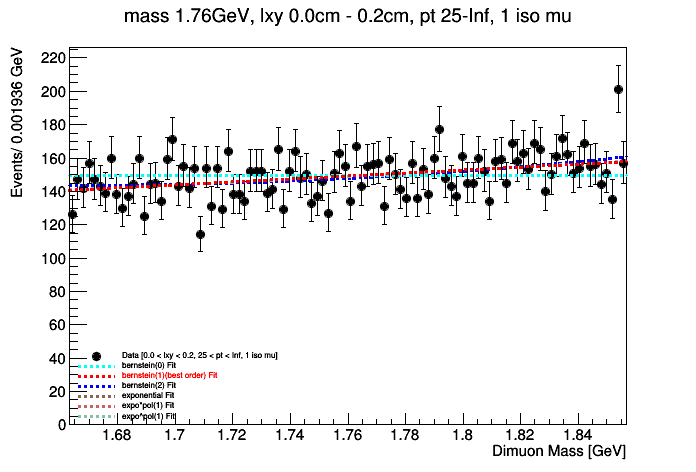 mass 1.76GeV, lxy 0.0cm - 0.2cm, pt 25-Inf, 1 iso mu
Events/ 0.001936 GeV
220
200
180
160
140
120
100
80
60
40
20
0
Data [0.0 < lxy < 0.2, 25 < pt < Inf, 1 iso mu]
bernstein(0) Fit
bernstein(1)(best order) Fit
bernstein(2) Fit
exponential Fit
expo*pol(1) Fit
expo^pol(1) Fit
1.68 1.7 1.72 1.74 1.76 1.78 1.8 1.82 1.84
Dimuon Mass [GeV]